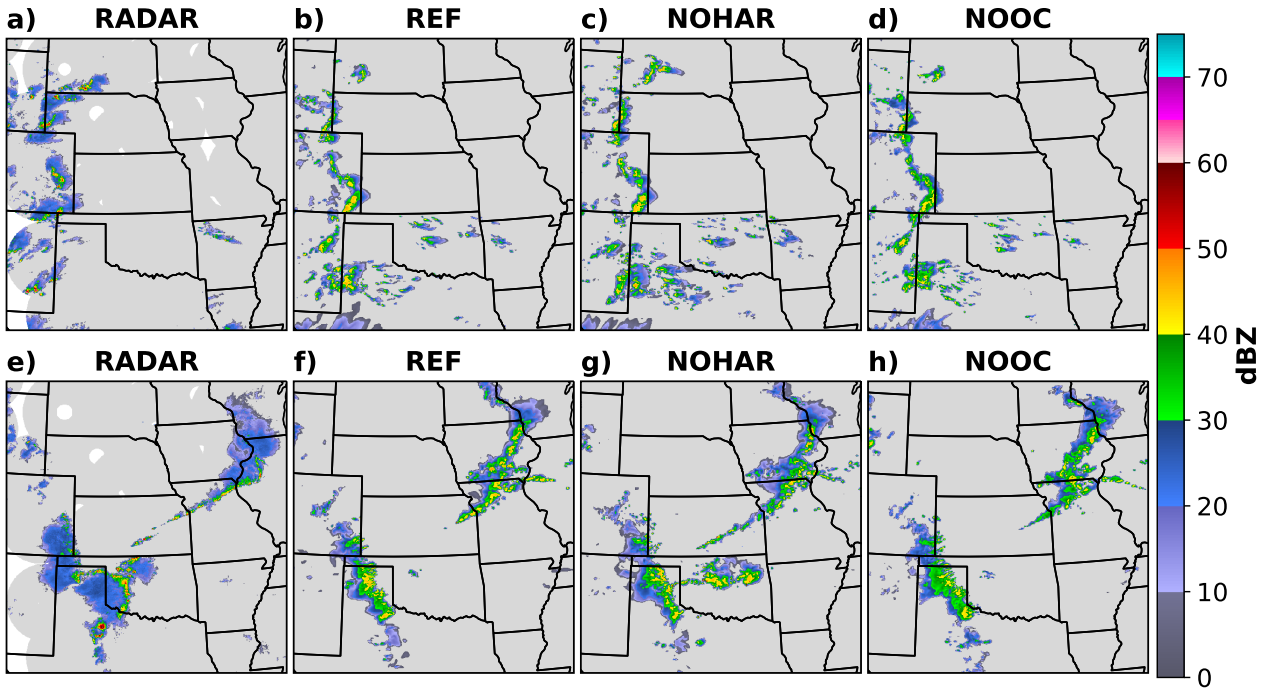 a) RADAR
b) REF
c) NOHAR
d) NOOC
e) RADAR
f) REF
g) NOHAR
h) NOOC
70
60
50
40
30
20
10
0
dBZ